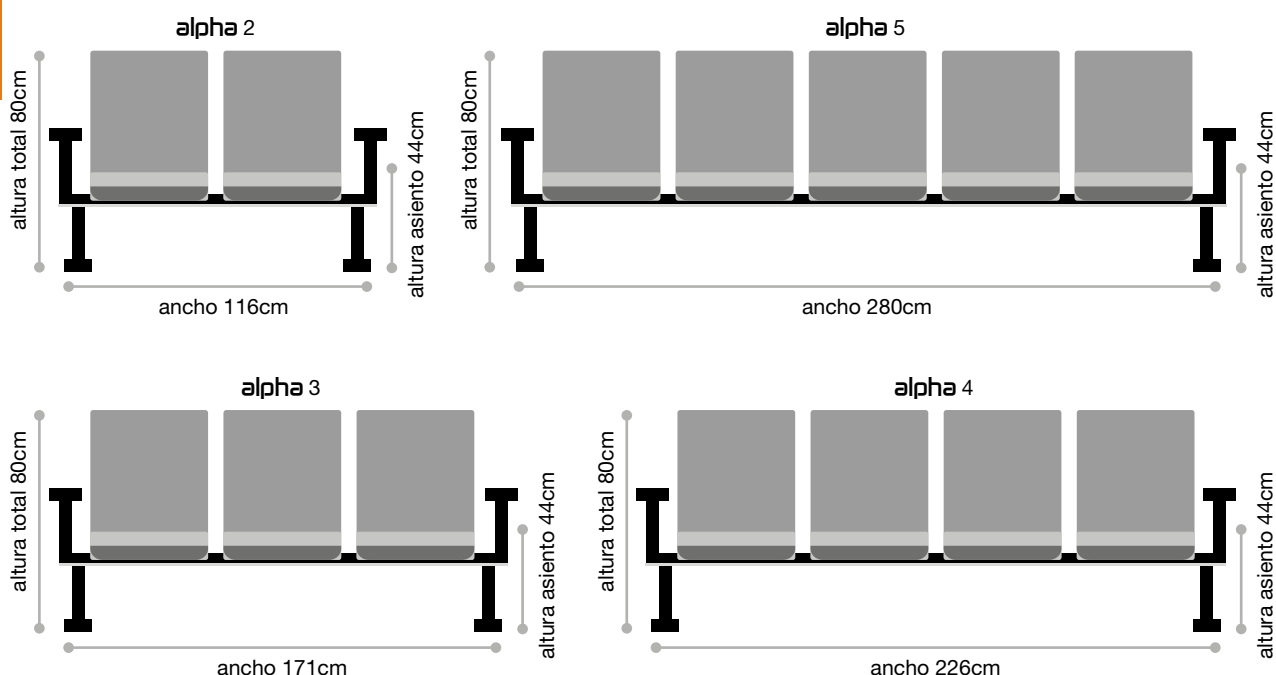 alpha 2
altura total 80cm
altura asiento 44cm
ancho 116cm
alpha 5
altura total 80cm
altura asiento 44cm
ancho 280cm
alpha 3
altura total 80cm
altura asiento 44cm
ancho 171cm
alpha 4
altura total 80cm
altura asiento 44cm
ancho 226cm